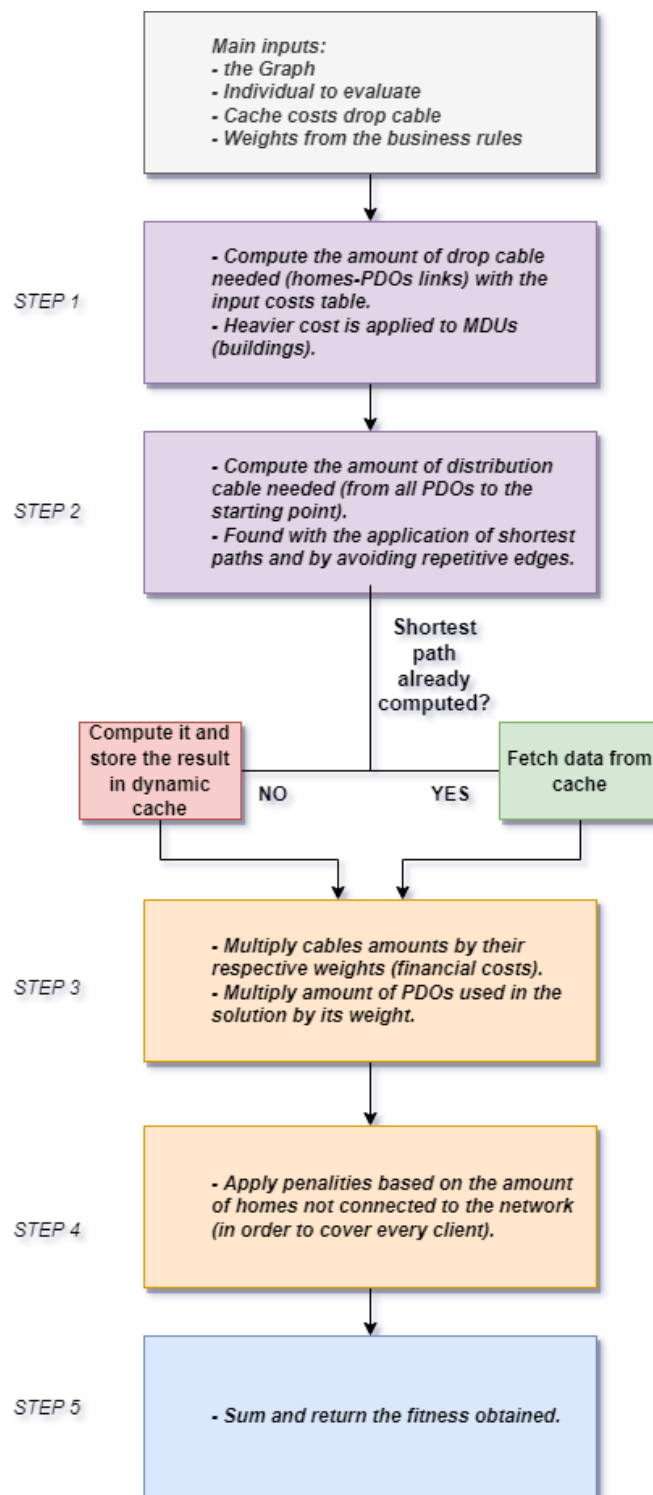 Main inputs:
- the Graph
- Individual to evaluate
- Cache costs drop cable
- Weights from the business rules
STEP 1
- Compute the amount of drop cable
needed (homes-PDOs links) with the
input costs table.
- Heavier cost is applied to MDUs
(buildings).
STEP 2
- Compute the amount of distribution
cable needed (from all PDOs to the
starting point).
- Found with the application of shortest
paths and by avoiding repetitive edges.
Shortest
path
already
computed?
Compute it and
store the result
in dynamic
cache
NO
YES
Fetch data from
cache
STEP 3
- Multiply cables amounts by their
respective weights (financial costs).
- Multiply amount of PDOs used in the
solution by its weight.
STEP 4
- Apply penalities based on the amount
of homes not connected to the network
(in order to cover every client).
STEP 5
- Sum and return the fitness obtained.